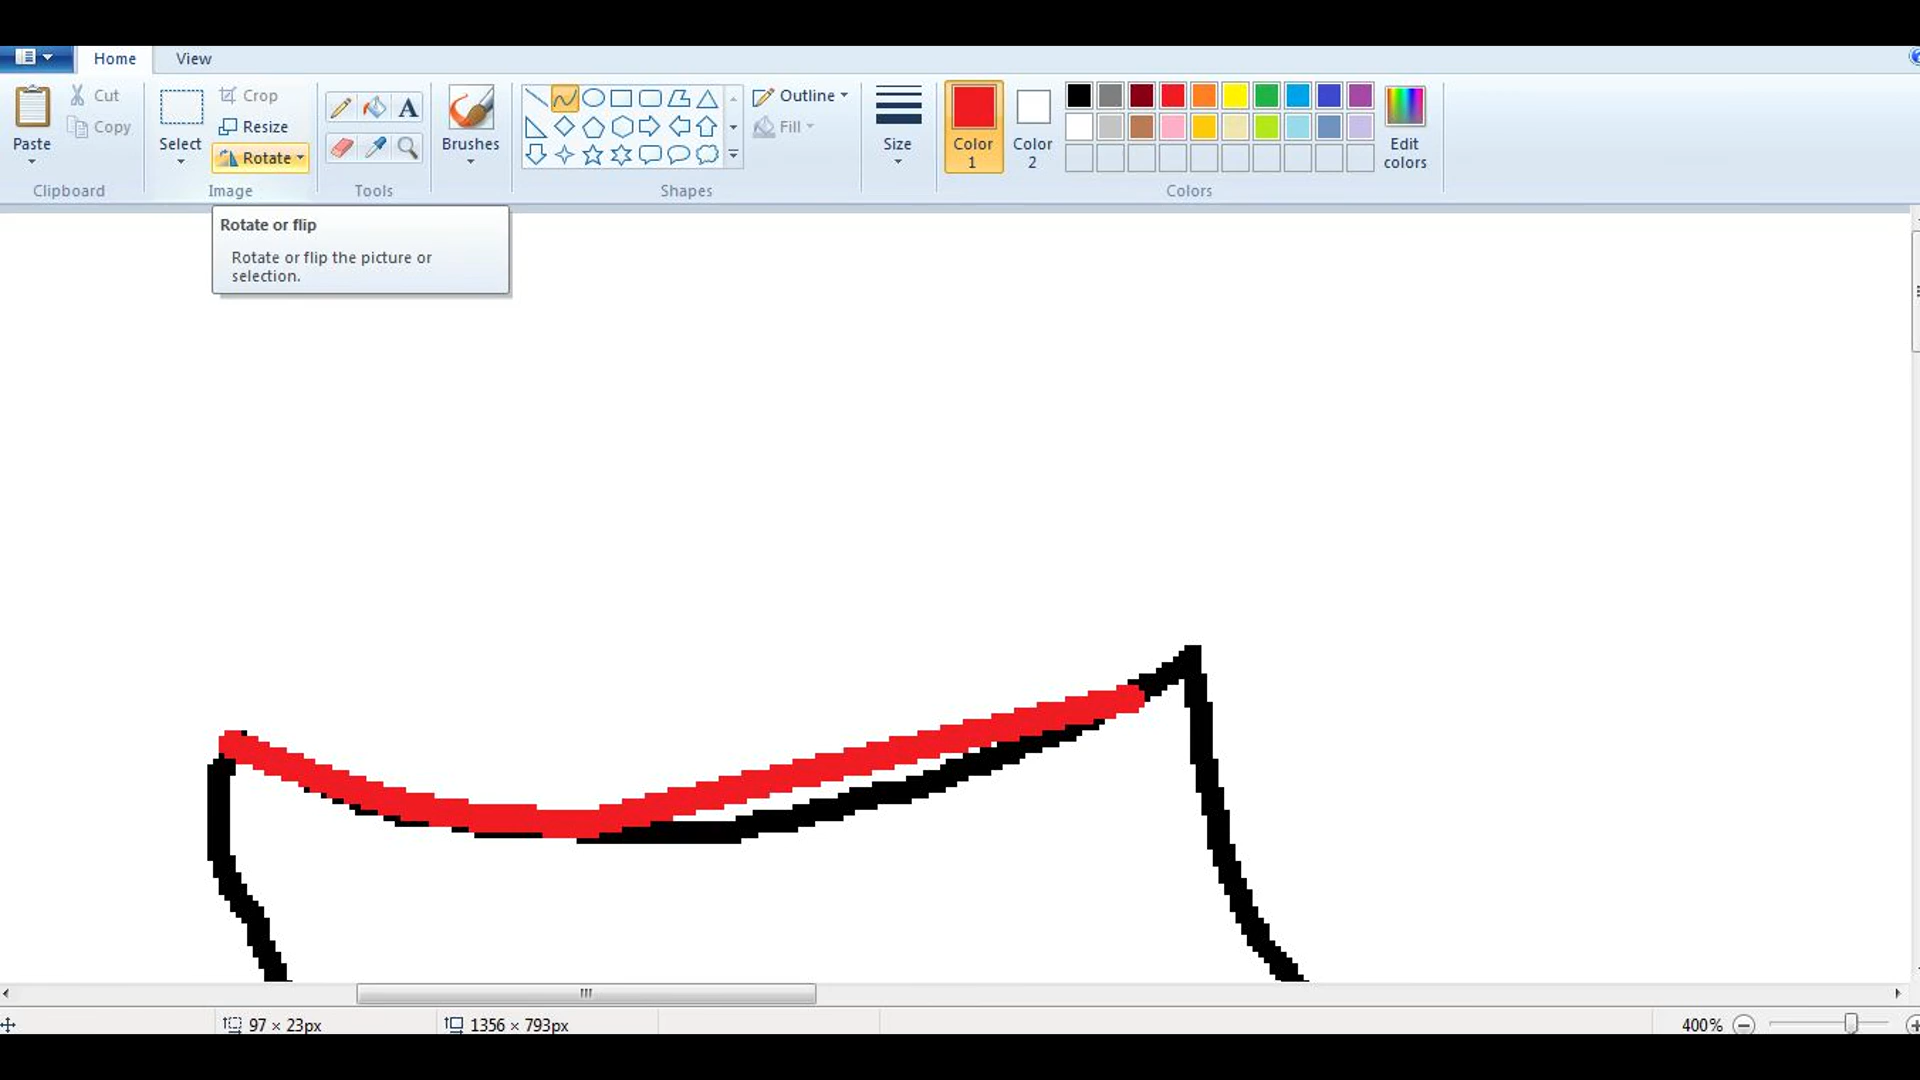 Home View
Cut
Copy
Paste
Clipboard
Select
Crop
Resize
Rotate
Image
A
Tools
Brushes
Outline
Fill
Shapes
Size
Color
1
Color
2
Edit
colors
Colors
Rotate or flip
Rotate or flip the picture or
selection.
97 × 23px
1356 × 793px
400%